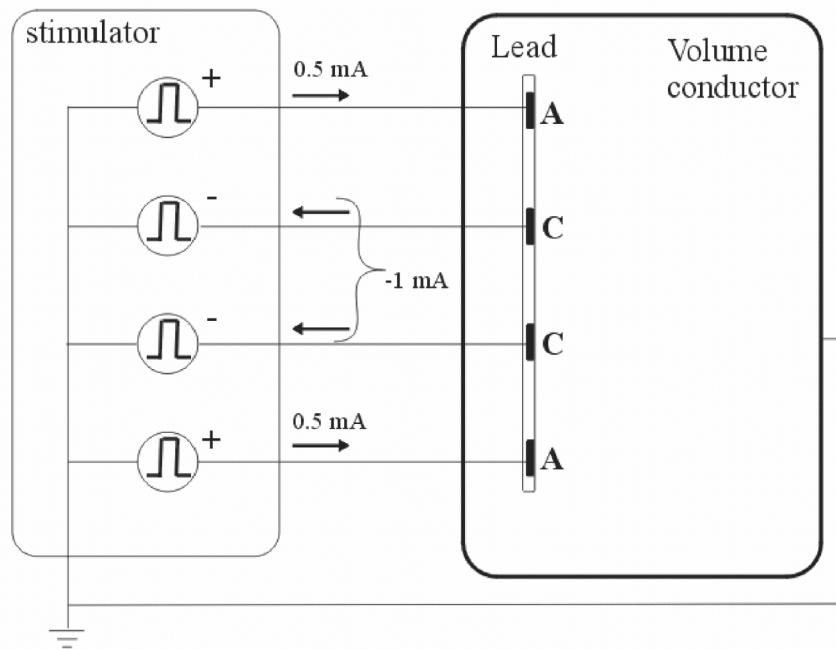 stimulator
Lead
Volume
conductor
+
0.5 mA
A
-
C
-1 mA
-
C
+
0.5 mA
A